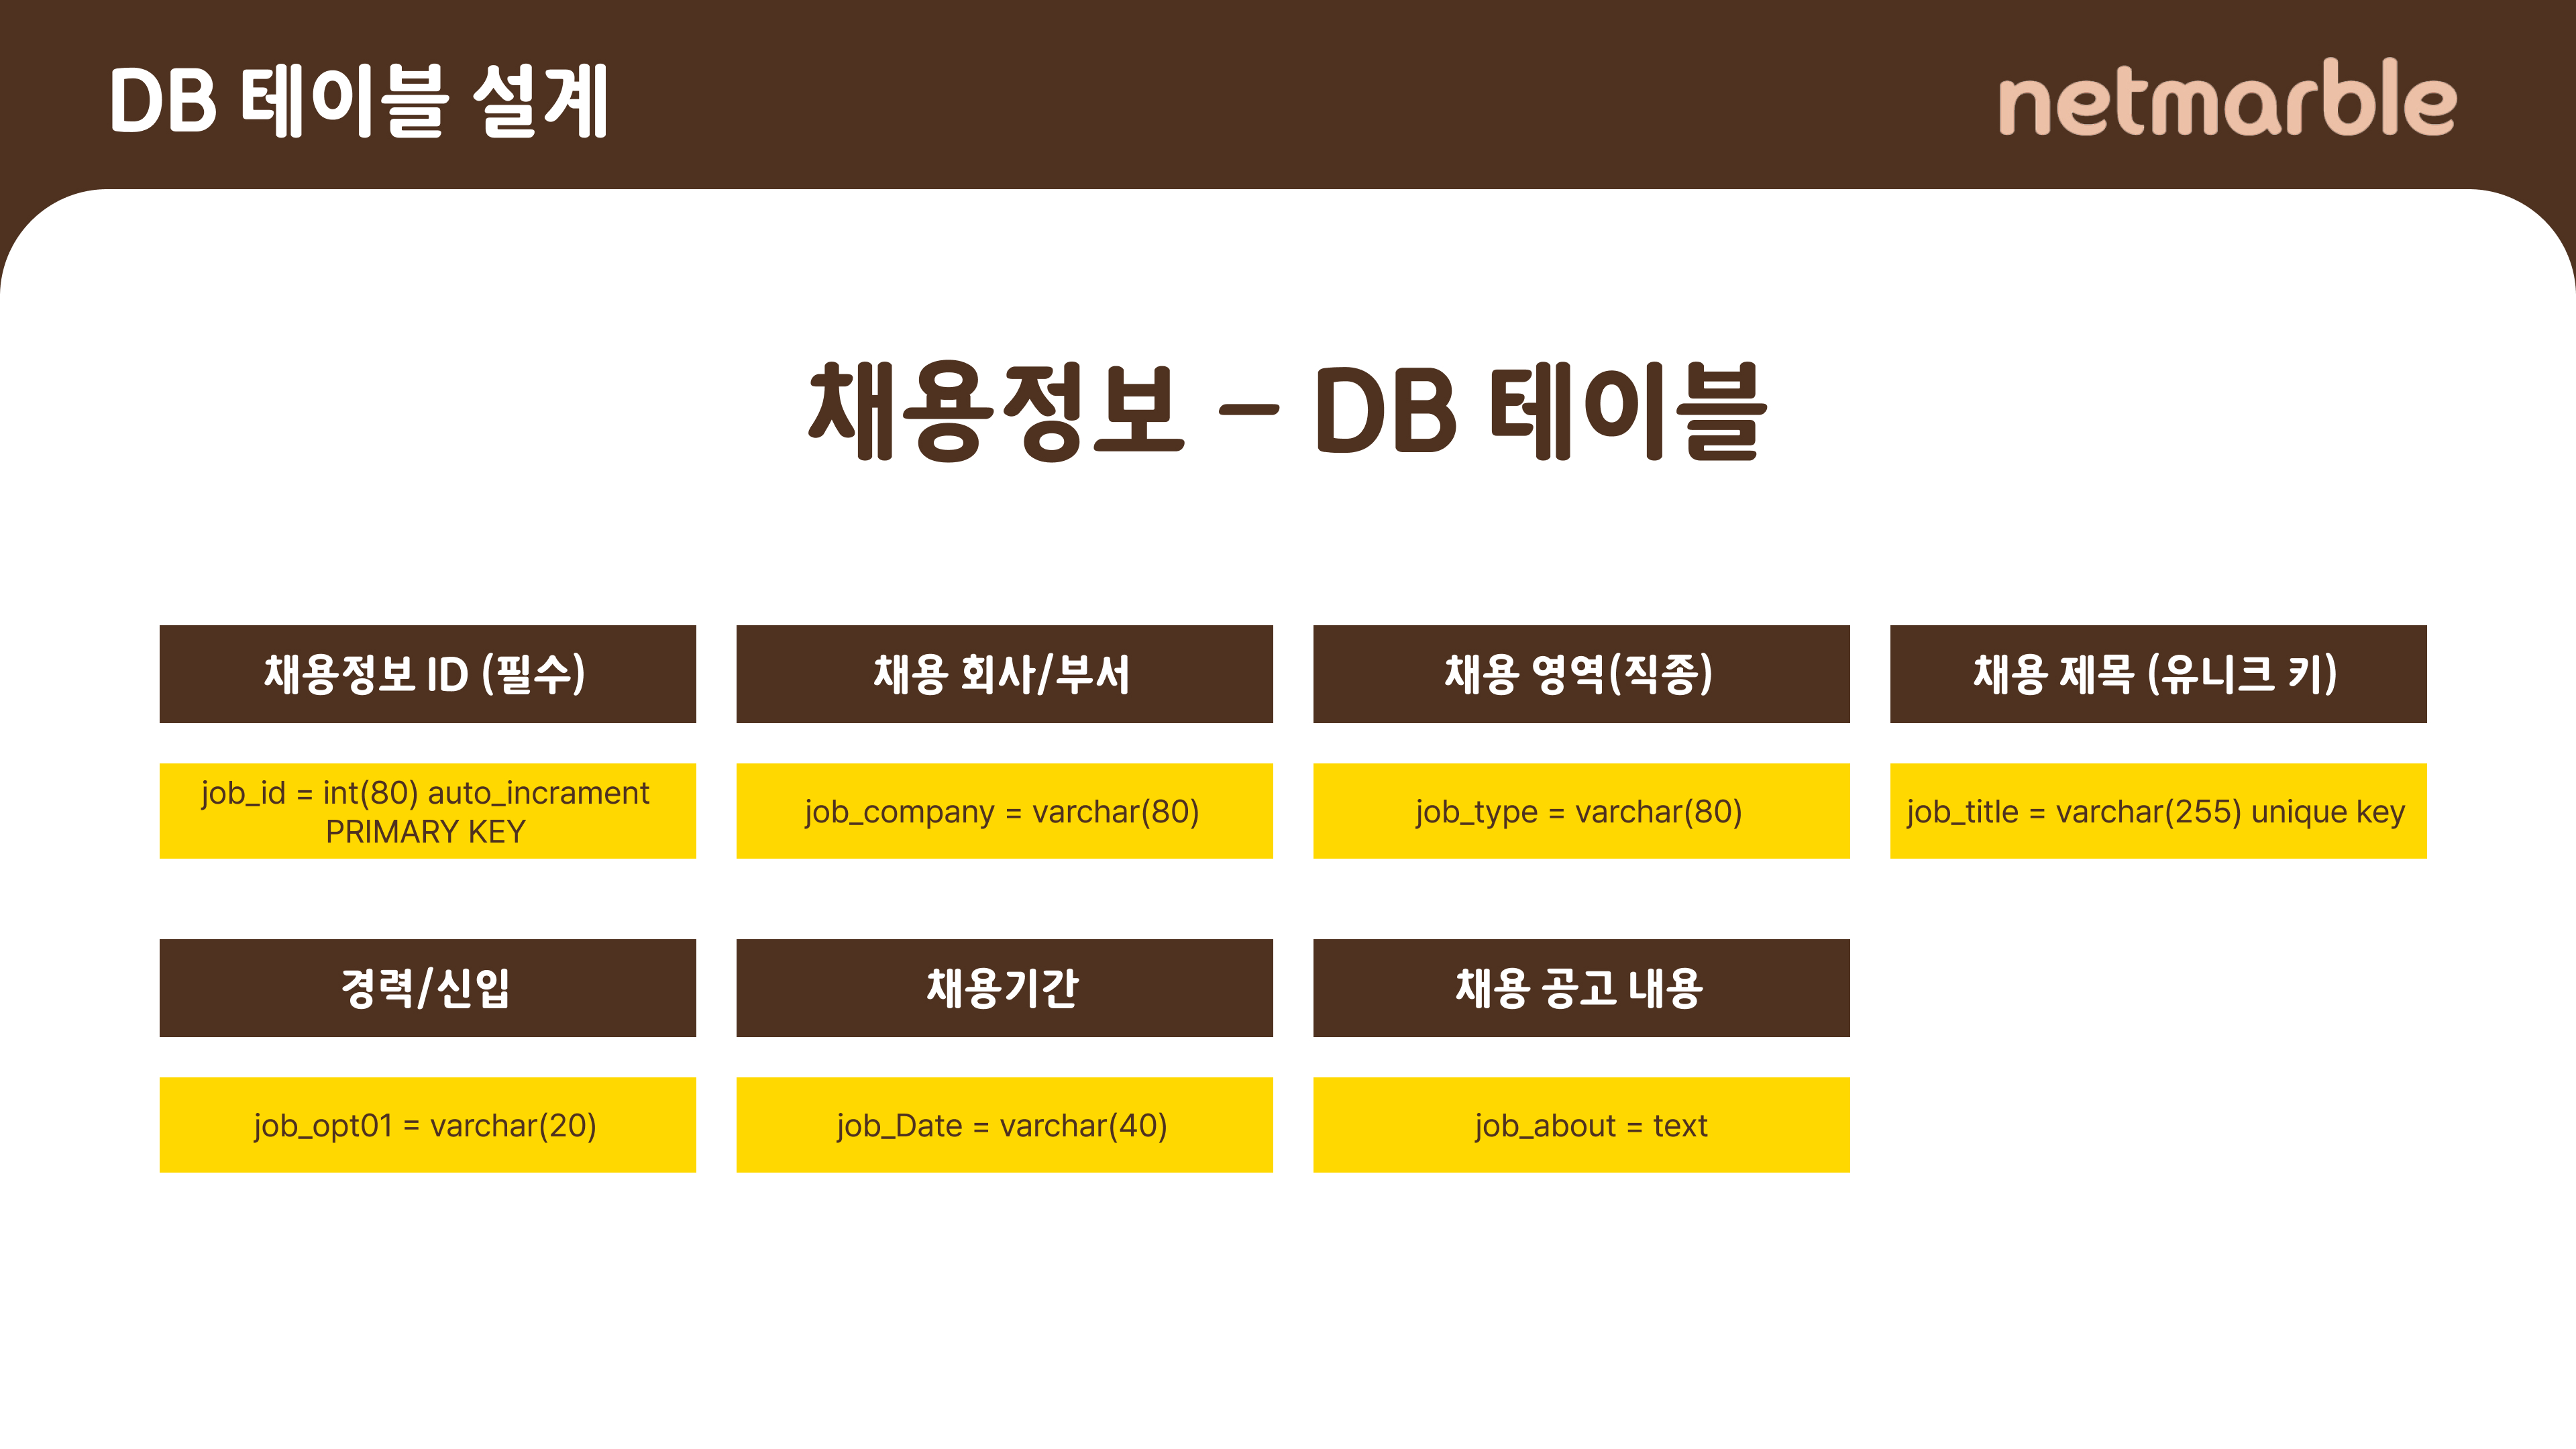 DB 테이블 설계
netmarble
채용정보 - DB 테이블
채용정보 ID (필수)
채용 회사/부서
채용 영역(직종)
채용 제목 (유니크 키)
job_id = int(80) auto_incrament
PRIMARY KEY
job_company = varchar(80)
job_type = varchar(80)
job_title = varchar(255) unique key
경력/신입
채용기간
채용 공고 내용
job_opt01 = varchar(20)
job_Date = varchar(40)
job_about = text